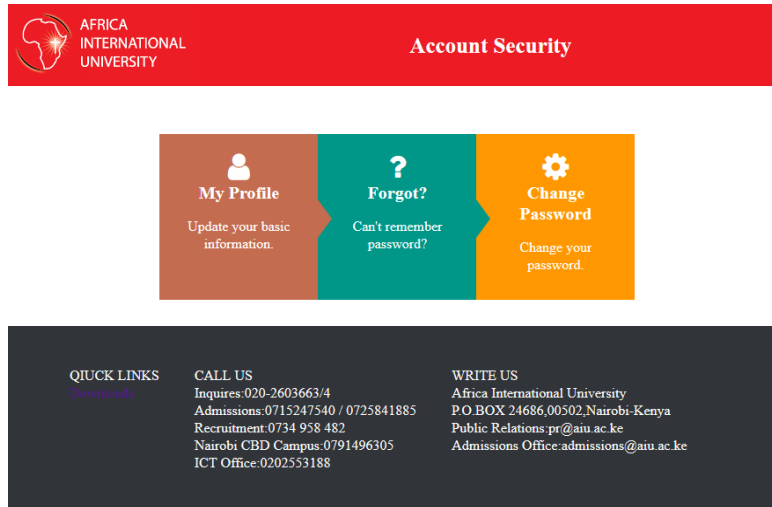 AFRICA
INTERNATIONAL
UNIVERSITY
Account Security
My Profile
Update your basic
information.
Forgot?
Can't remember
password?
Change
Password
Change your
password.
QIUCK LINKS
Downloads
CALL US
Inquires:020-2603663/4
Admissions:0715247540 / 0725841885
Recruitment:0734 958 482
Nairobi CBD Campus:0791496305
ICT Office:0202553188
WRITE US
Africa International University
P.O.BOX 24686,00502,Nairobi-Kenya
Public Relations:pr@aiu.ac.ke
Admissions Office:admissions@aiu.ac.ke